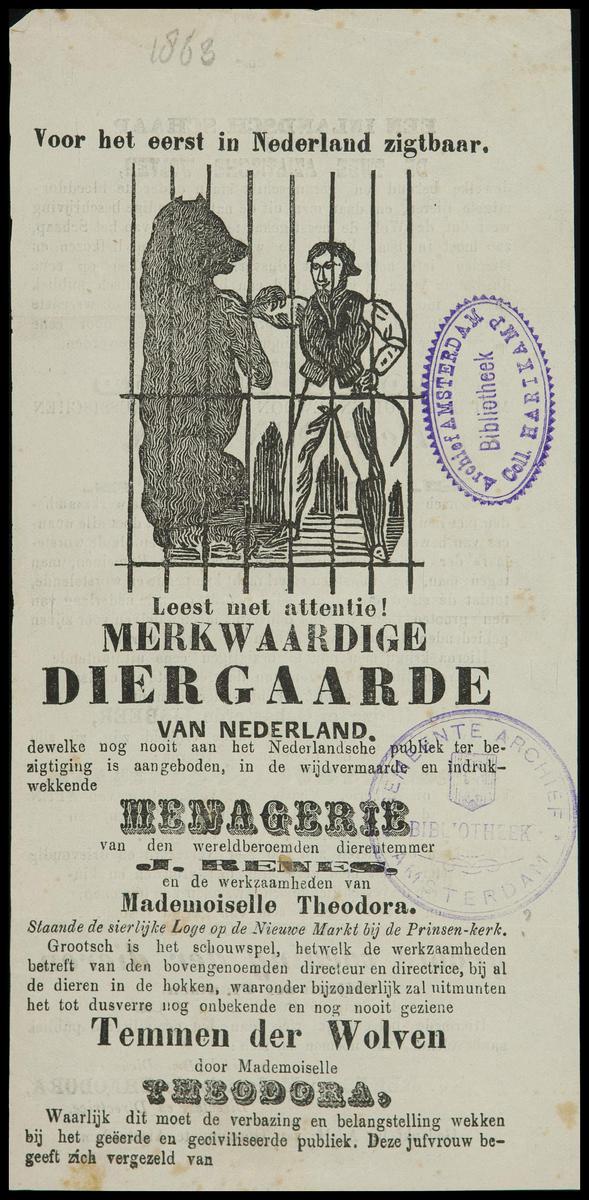 1863
Voor het eerst in Nederland zigtbaar.
Archief AMSTERDAM
Bibliotheek
Coll. HARTKAMP
Leest met attentie!
MERKWAARDIGE
DIERGAARDE
VAN NEDERLAND.
dewelke nog nooit aan het Nederlandsche publiek ter be-
zigtiging is aangeboden, in de wijdvermaarde en indruk-
wekkende
MENAGERIE
van den wereldberoemden dierentemmer
J. RENES.
en de werkzaamheden van
Mademoiselle Theodora.
GEMEENTE ARCHIEF
BIBLIOTHEEK
AMSTERDAM
Staande de sierlijke Loge op de Nieuwe Markt bij de Prinsen-kerk.
Grootsch is het schouwspel, hetwelk de werkzaamheden
betreft van den bovengenoemden directeur en directrice, bij al
de dieren in de hokken, waaronder bijzonderlijk zal uitmunten
het tot dusverre nog onbekende en nog nooit geziene
Temmen der Wolven
door Mademoiselle
THEODORA,
Waarlijk dit moet de verbazing en belangstelling wekken
bij het geëerde en geciviliseerde publiek. Deze jufvrouw be-
geeft zich vergezeld van